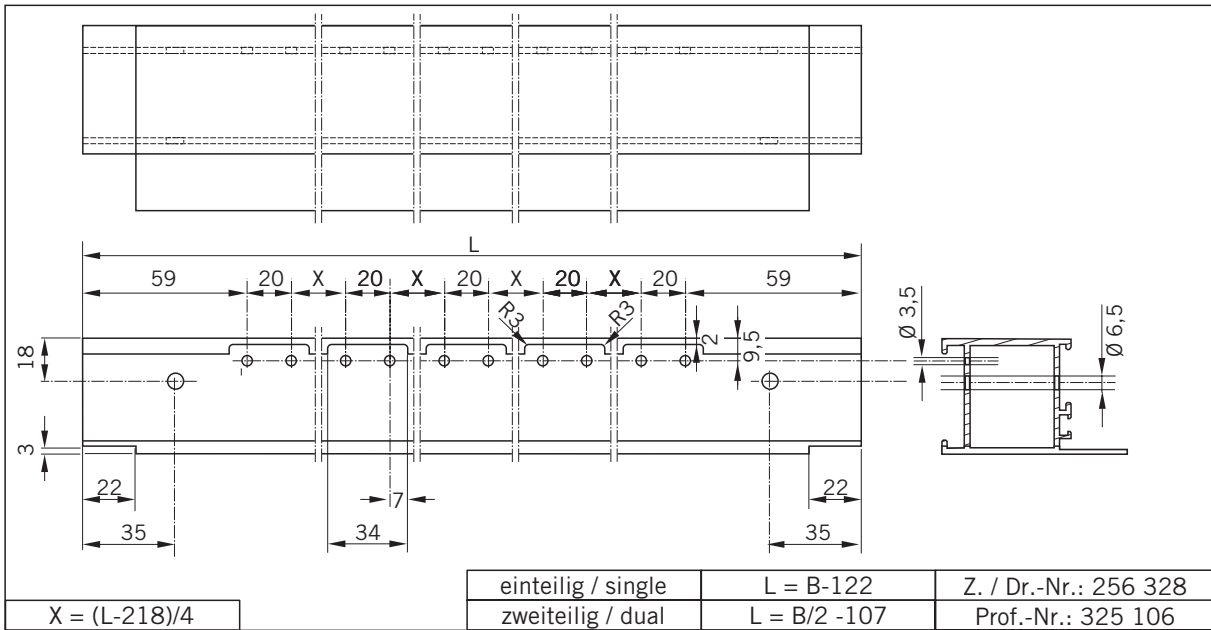 L
59 20 X 20 X 20 X 20 X 20 59
R3 R3 2 9,5
18
Ø 3,5
Ø 6,5
3
22 7 22
35 34 35
einteilig / single L = B-122 Z. / Dr.-Nr.: 256 328
X = (L-218)/4 zweiteilig / dual L = B/2 -107 Prof.-Nr.: 325 106